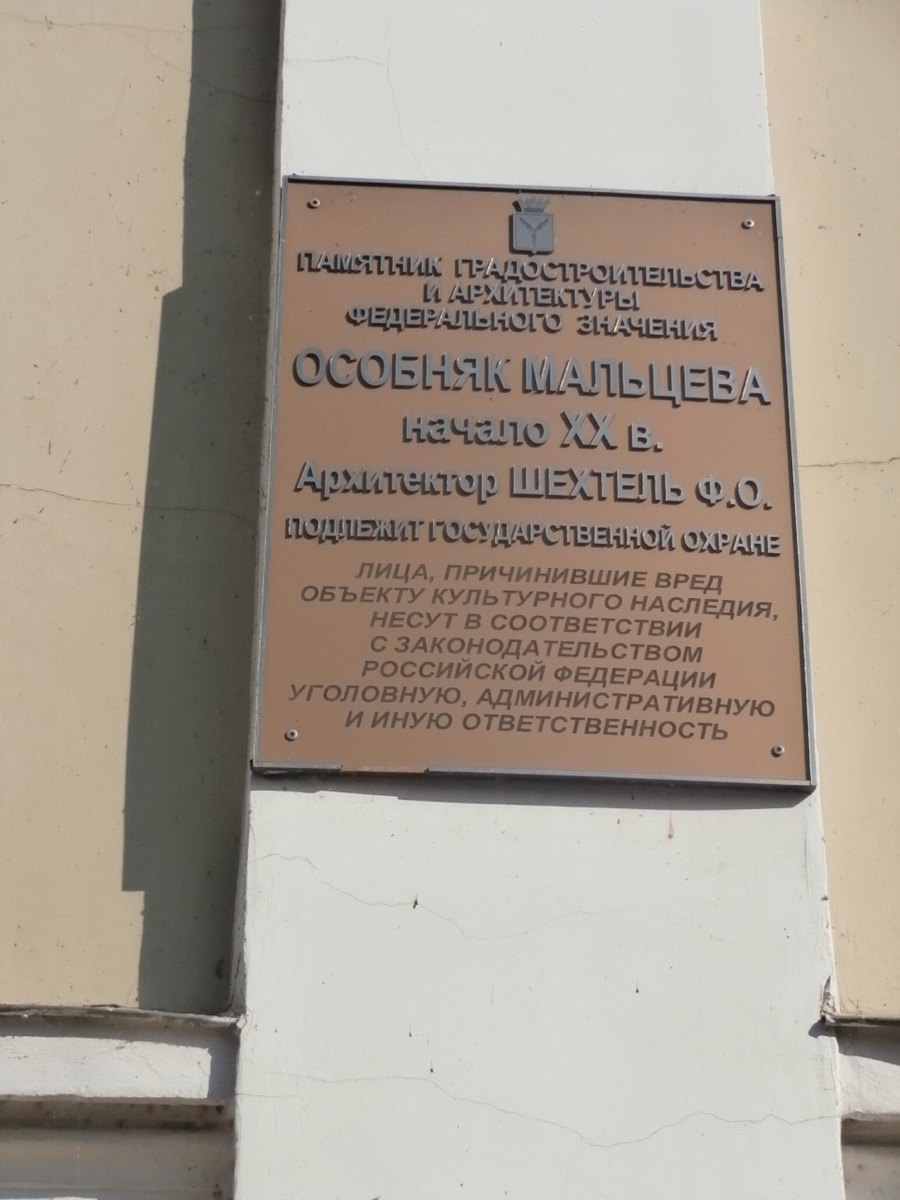 ПАМЯТНИК ГРАДОСТРОИТЕЛЬСТВА
И АРХИТЕКТУРЫ
ФЕДЕРАЛЬНОГО ЗНАЧЕНИЯ
ОСОБНЯК МАЛЬЦЕВА
начало XX в.
Архитектор ШЕХТЕЛЬ Ф.О.
ПОДЛЕЖИТ ГОСУДАРСТВЕННОЙ ОХРАНЕ
ЛИЦА, ПРИЧИНИВШИЕ ВРЕД
ОБЪЕКТУ КУЛЬТУРНОГО НАСЛЕДИЯ,
НЕСУТ В СООТВЕТСТВИИ
С ЗАКОНОДАТЕЛЬСТВОМ
РОССИЙСКОЙ ФЕДЕРАЦИИ
УГОЛОВНУЮ, АДМИНИСТРАТИВНУЮ
И ИНУЮ ОТВЕТСТВЕННОСТЬ